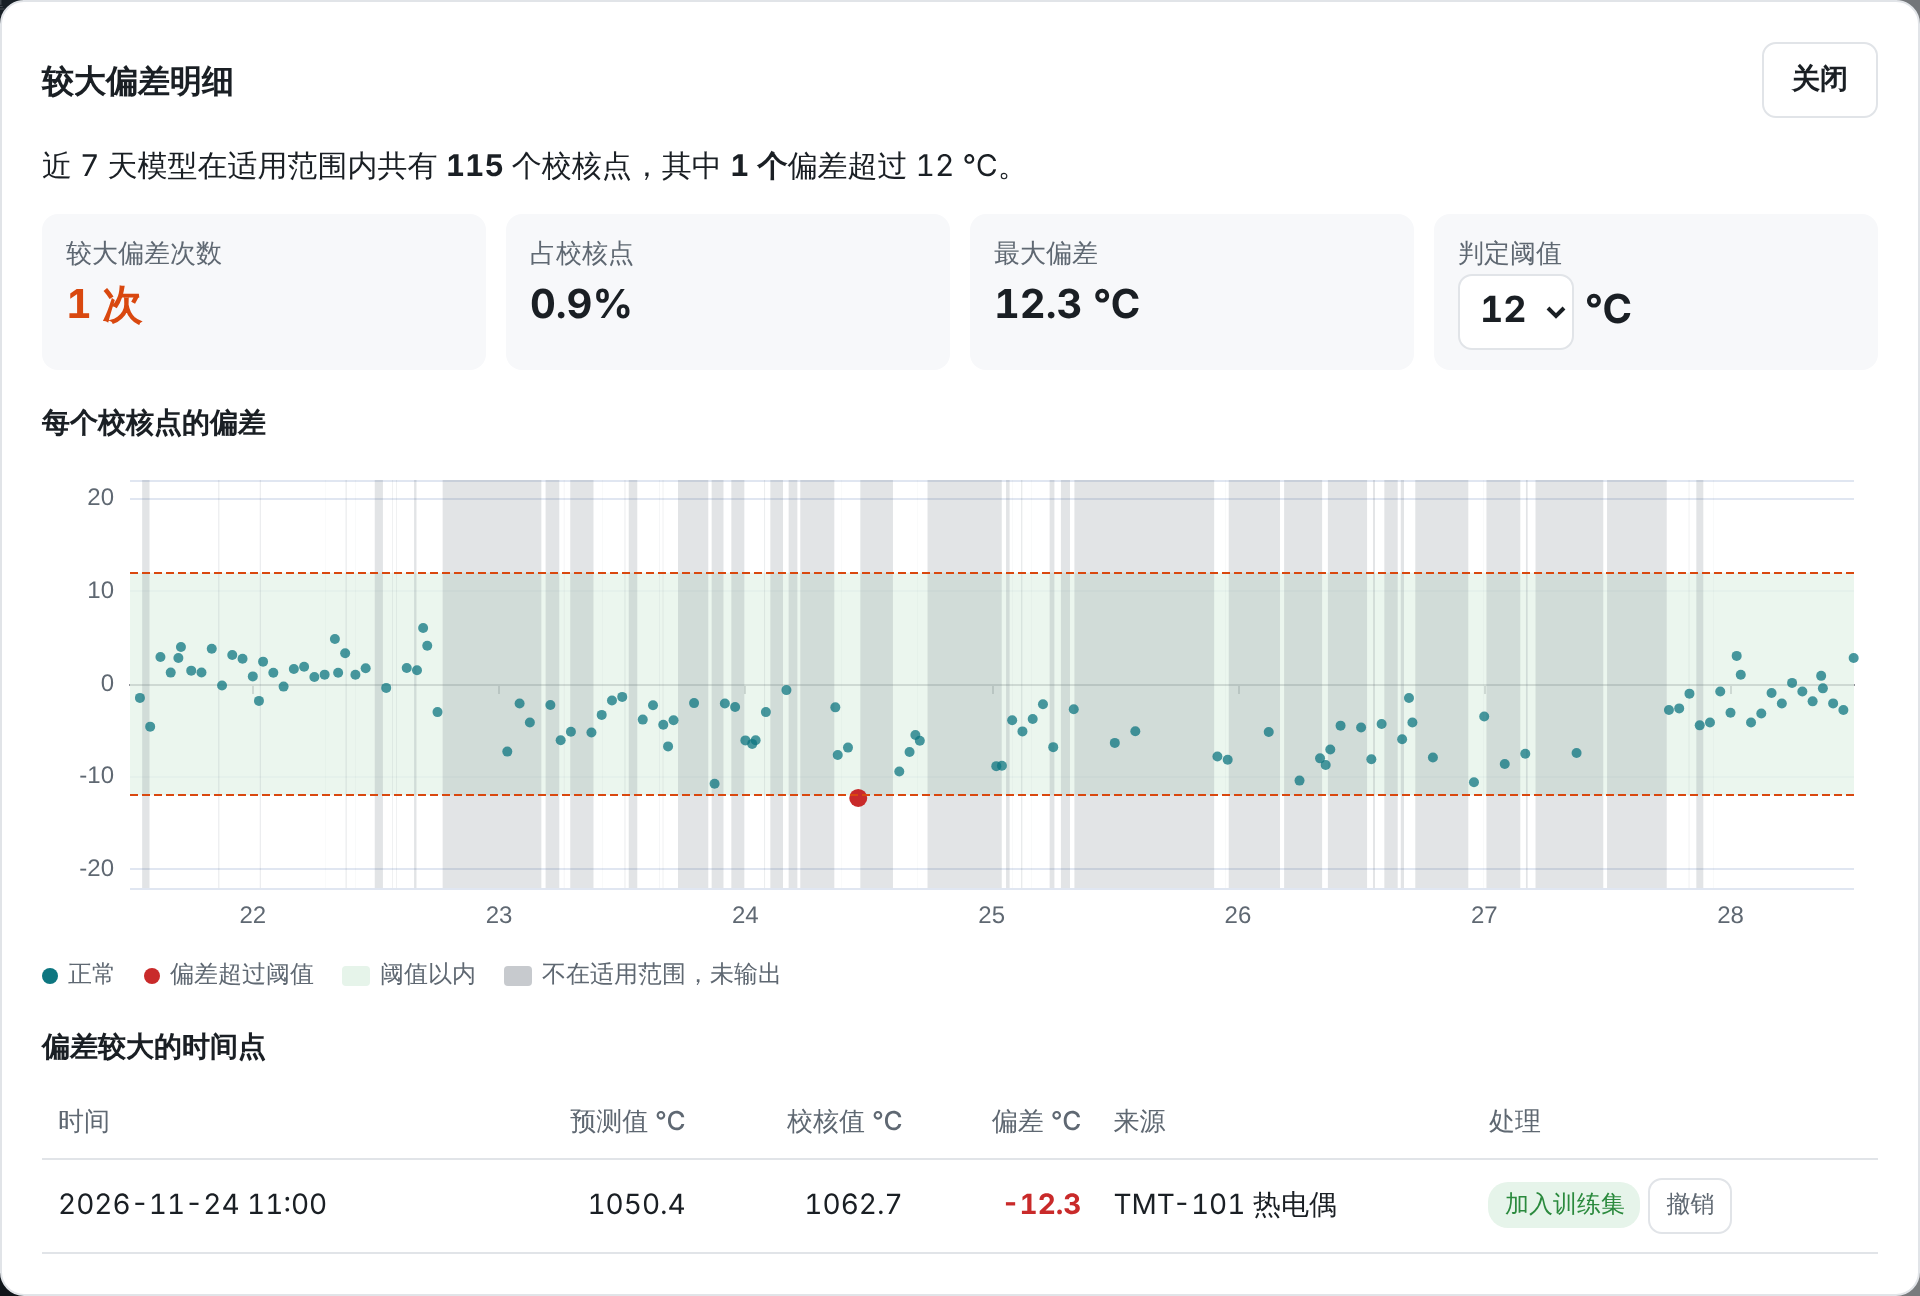 较大偏差明细
关闭
近 7 天模型在适用范围内共有 115 个校核点，其中 1 个偏差超过 12 °C。
较大偏差次数
1 次
占校核点
0.9%
最大偏差
12.3 °C
判定阈值
12 °C
每个校核点的偏差
20
10
0
-10
-20
22 23 24 25 26 27 28
正常 偏差超过阈值 阈值以内 不在适用范围，未输出
偏差较大的时间点
时间 预测值 °C 校核值 °C 偏差 °C 来源 处理
2026-11-24 11:00 1050.4 1062.7 -12.3 TMT-101 热电偶 加入训练集 撤销